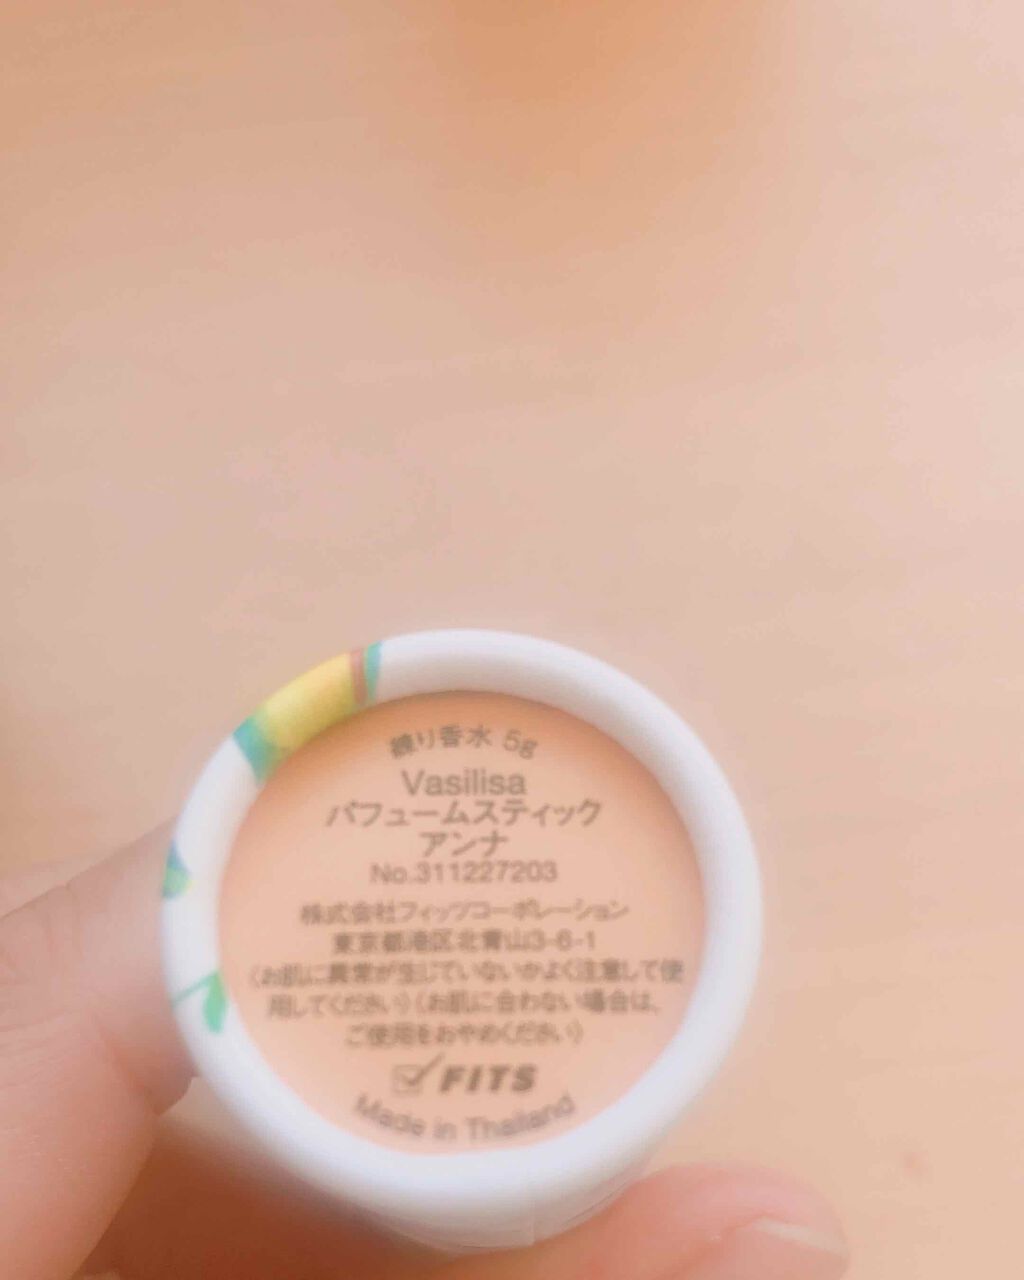 練り香水 5g
Vasilisa
パフュームスティック
アンナ
No.311227203
株式会社フィッツコーポレーション
東京都港区北青山3-6-1
〈お肌に異常が生じていないかよく注意して使
用してください〉〈お肌に合わない場合は、
ご使用をおやめください〉
FITS
Made in Thailand